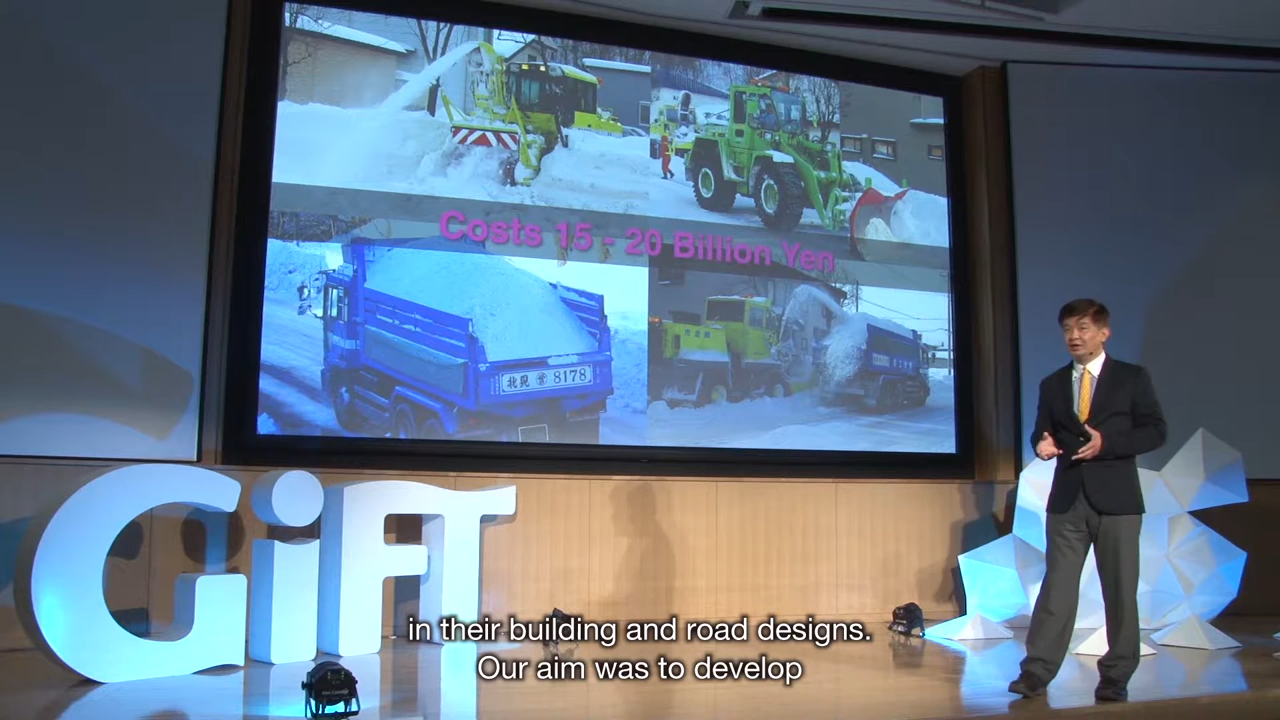 Costs 15 - 20 Billion Yen
北見 営 8178
GiFT
in their building and road designs.
Our aim was to develop